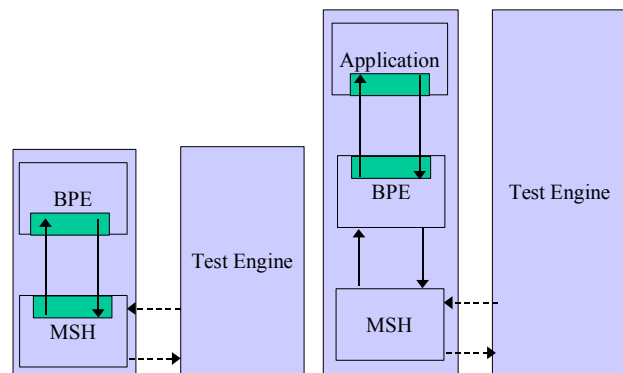 BPE
MSH
Test Engine
Application
BPE
MSH
Test Engine